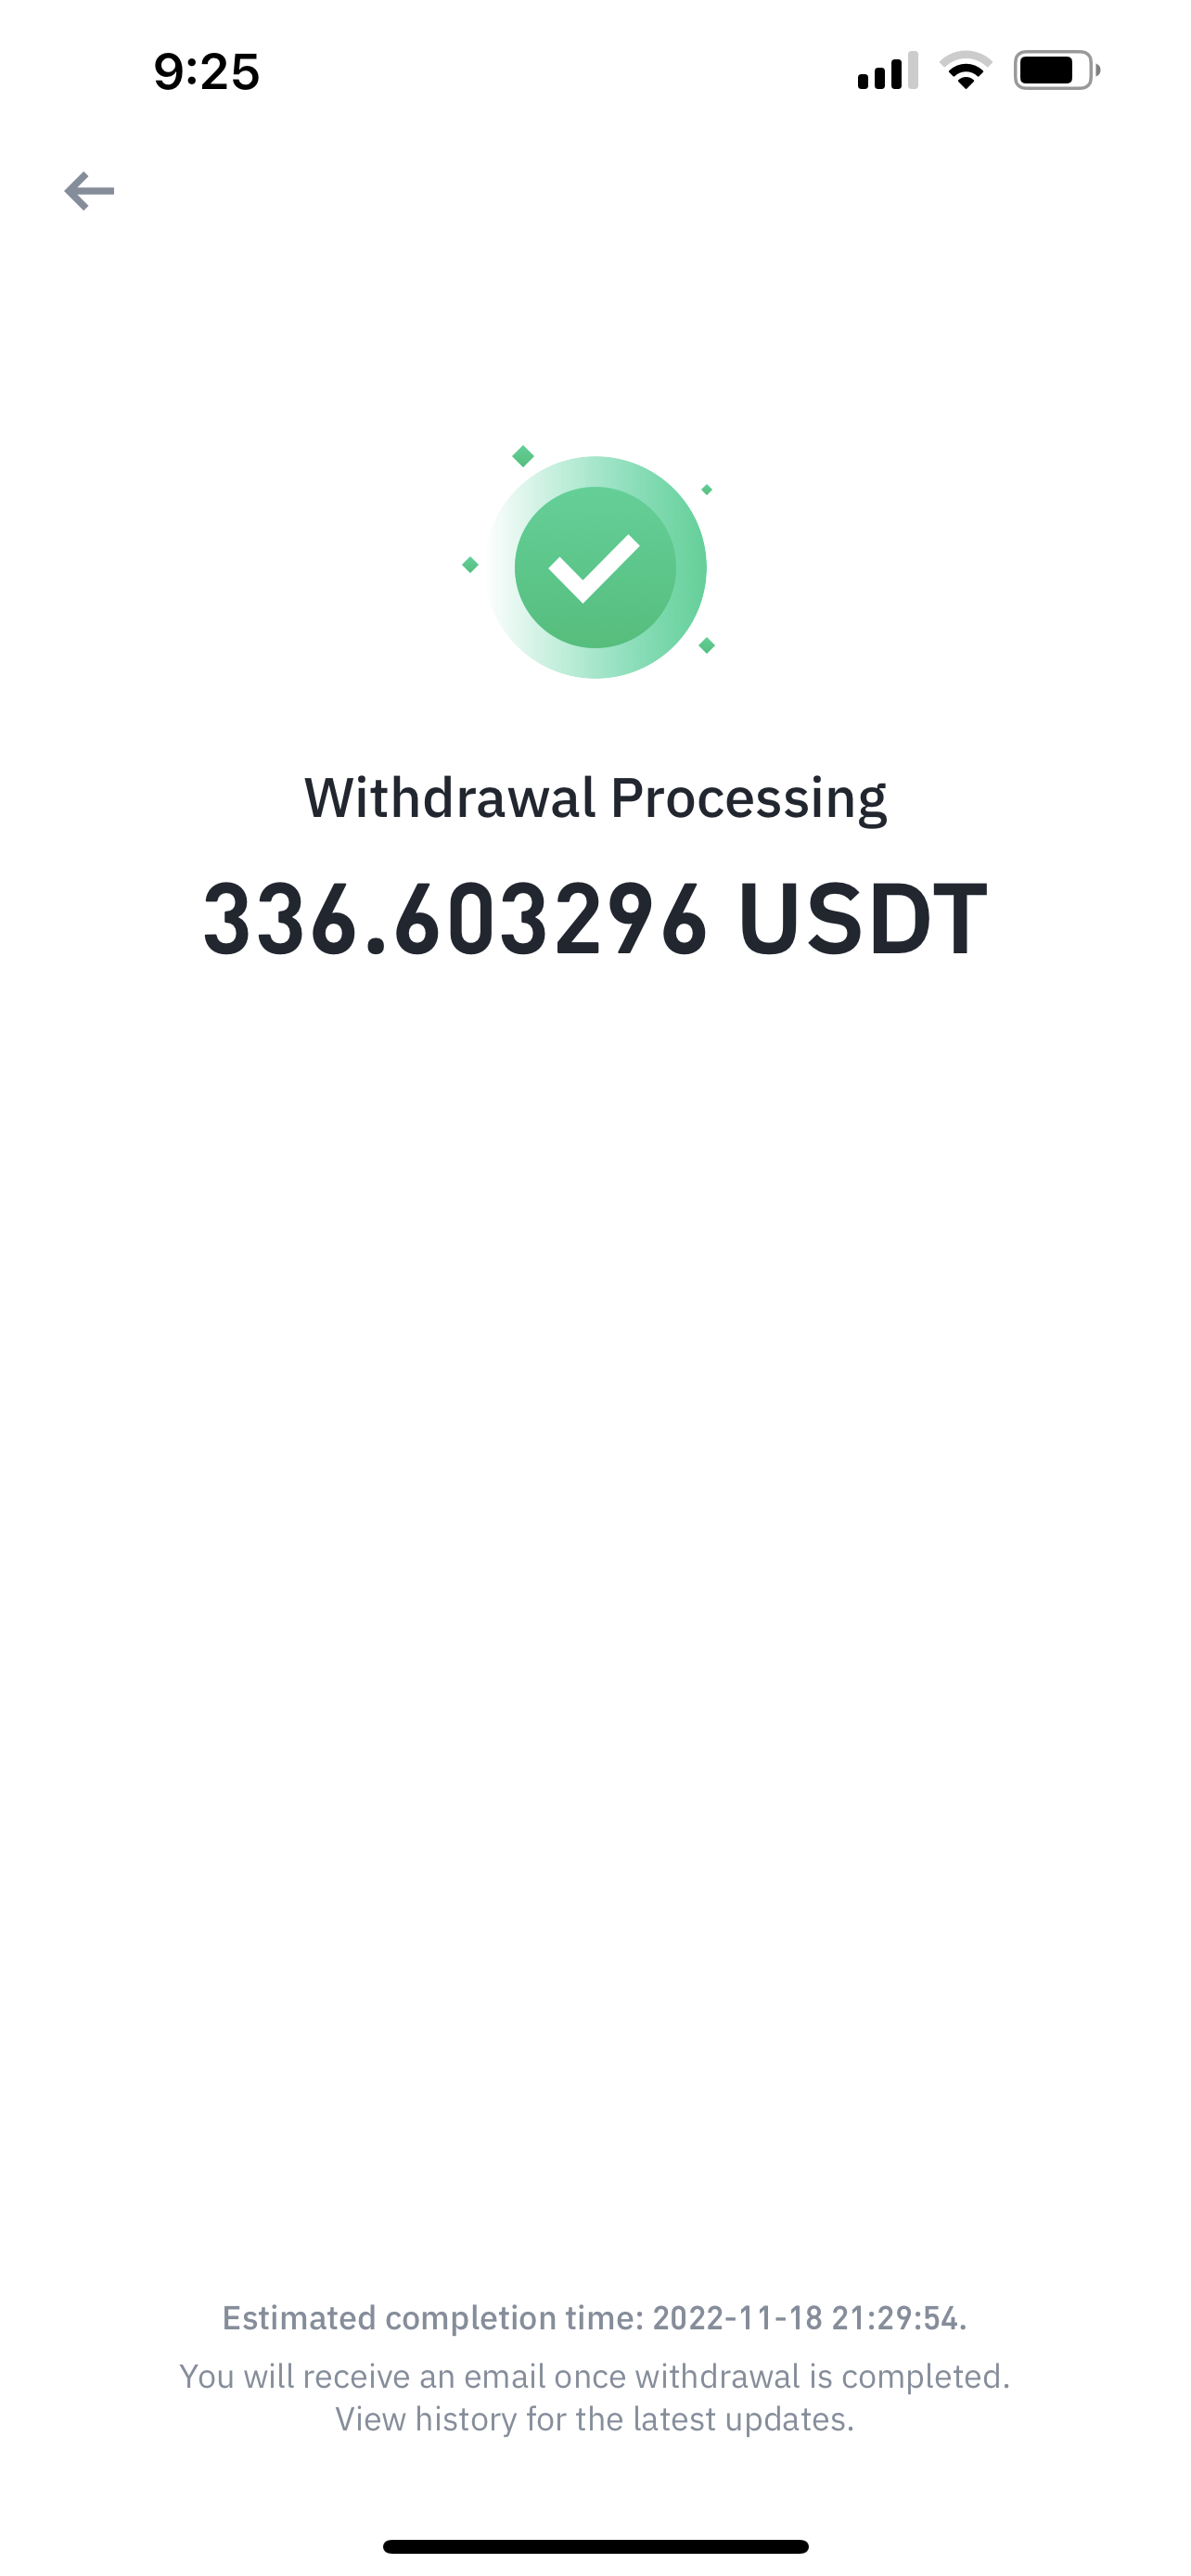 9:25
Withdrawal Processing
336.603296 USDT
Estimated completion time: 2022-11-18 21:29:54.
You will receive an email once withdrawal is completed.
View history for the latest updates.